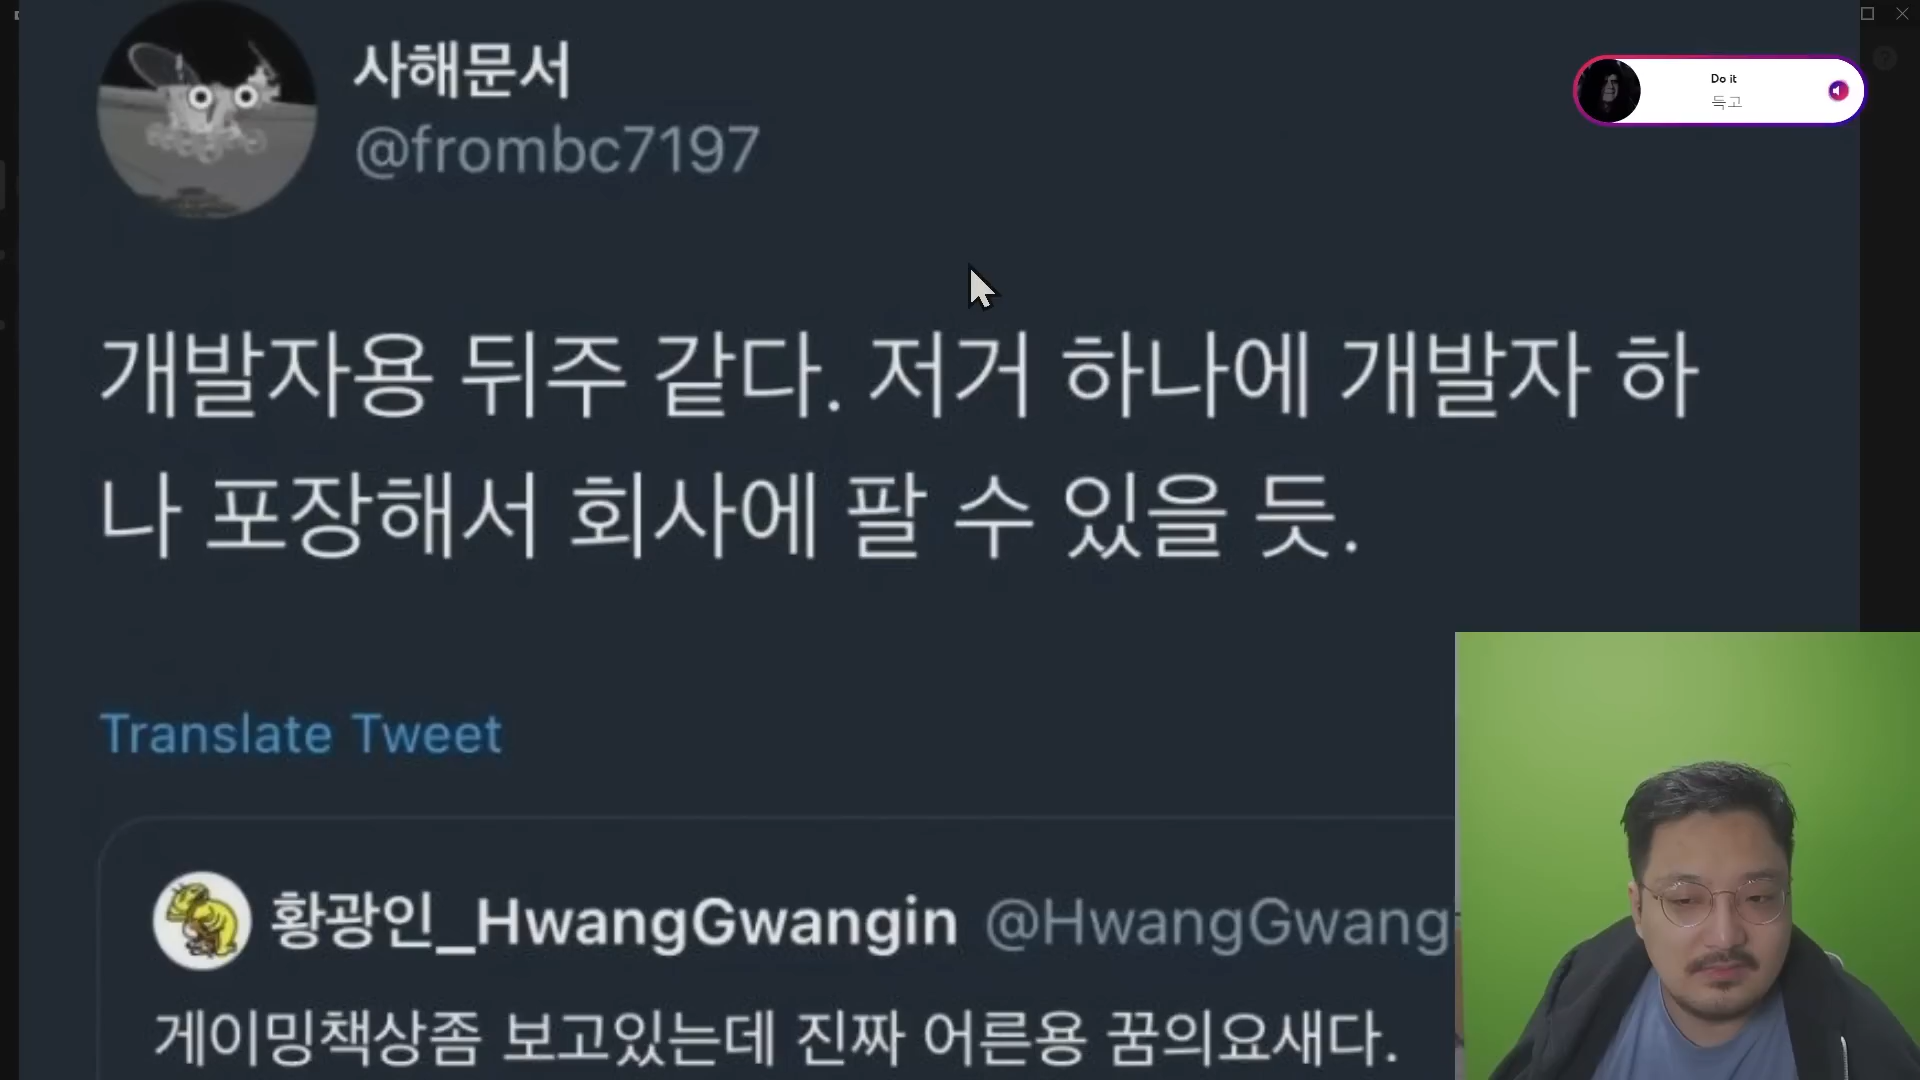 사해문서
@frombc7197
Do it
득고
개발자용 뒤주 같다. 저거 하나에 개발자 하
나 포장해서 회사에 팔 수 있을 듯.
Translate Tweet
황광인_HwangGwangin @HwangGwang
게이밍책상좀 보고있는데 진짜 어른용 꿈의요새다.